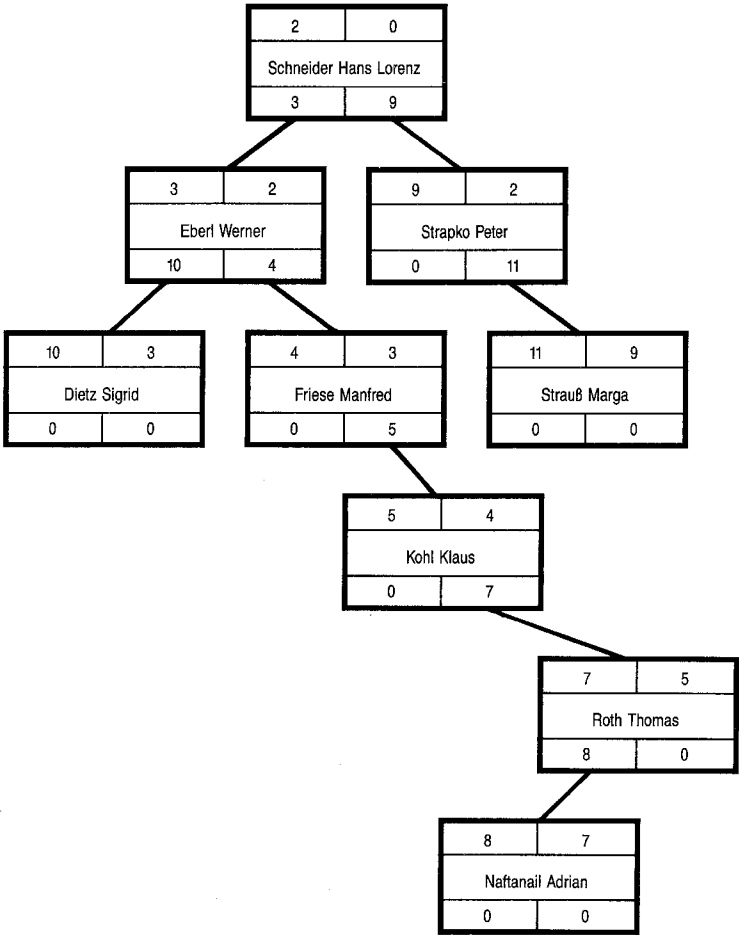 2 0
Schneider Hans Lorenz
3 9
3 2
Eberl Werner
10 4
9 2
Strapko Peter
0 11
10 3
Dietz Sigrid
0 0
4 3
Friese Manfred
0 5
11 9
Strauß Marga
0 0
5 4
Kohl Klaus
0 7
7 5
Roth Thomas
8 0
8 7
Naftanail Adrian
0 0